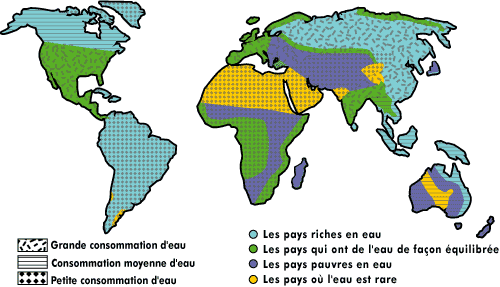 Grande consommation d'eau
Consommation moyenne d'eau
Petite consommation d'eau
Les pays riches en eau
Les pays qui ont de l'eau de façon équilibrée
Les pays pauvres en eau
Les pays où l'eau est rare